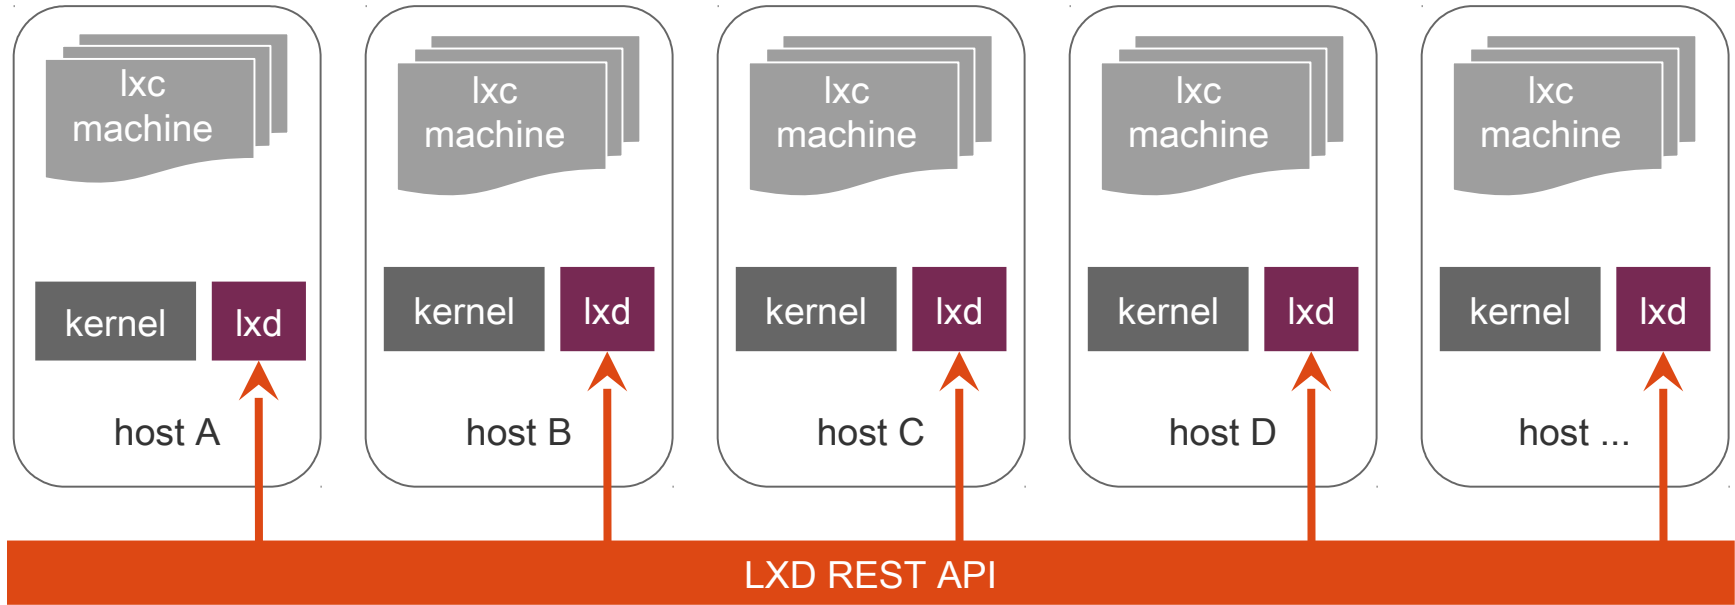 lxc
machine
kernel
lxd
host A
lxc
machine
kernel
lxd
host B
lxc
machine
kernel
lxd
host C
lxc
machine
kernel
lxd
host D
lxc
machine
kernel
lxd
host ...
LXD REST API